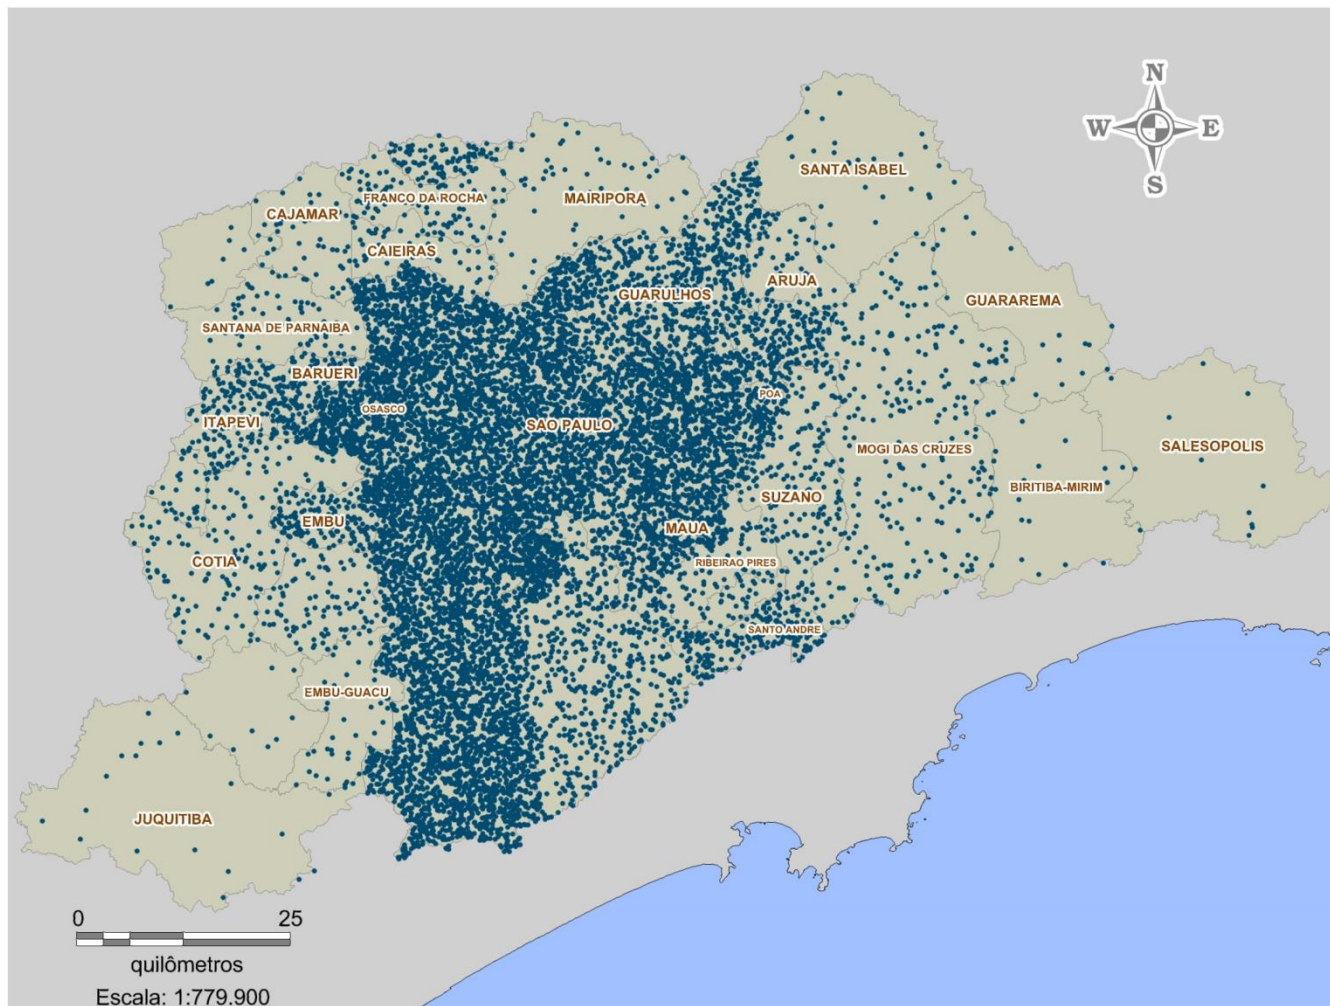 N
W E
S
SANTA ISABEL
FRANCO DA ROCHA
MAIRIPORA
CAJAMAR
CAIEIRAS
ARUJA
GUARULHOS
GUARAREMA
SANTANA DE PARNAIBA
BARUERI
POA
OSASCO
ITAPEVI
SAO PAULO
SALESOPOLIS
MOGI DAS CRUZES
BIRITIBA-MIRIM
SUZANO
EMBU
MAUA
COTIA
RIBEIRAO PIRES
SANTO ANDRE
EMBU-GUACU
JUQUITIBA
0 25
quilômetros
Escala: 1:779.900